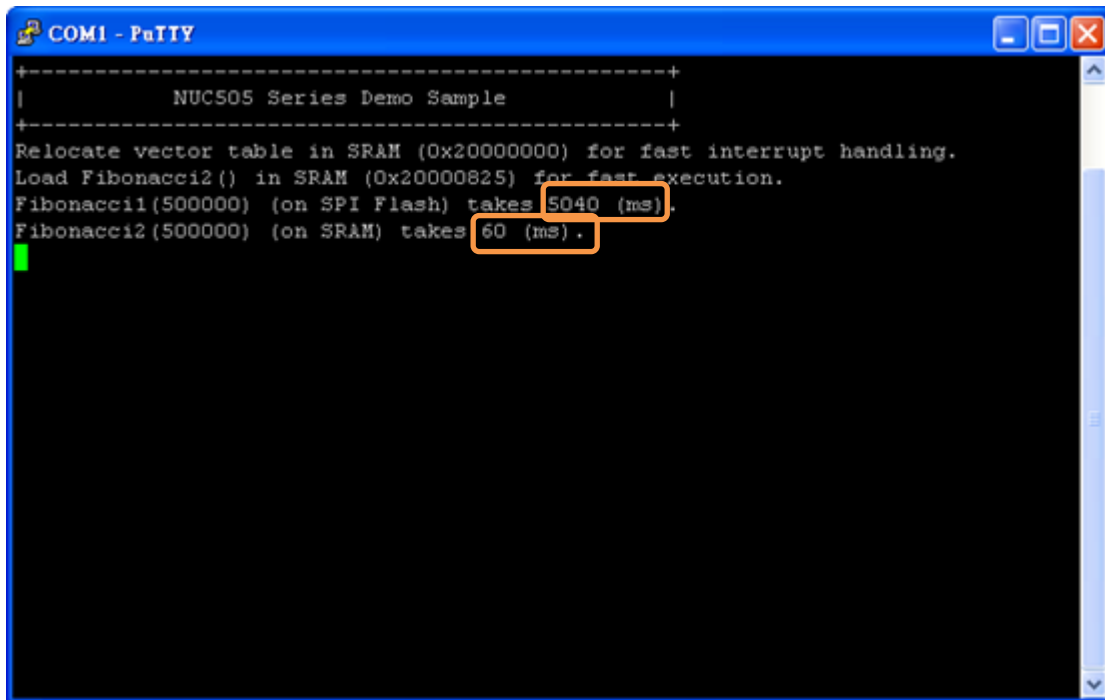 COM1 - PuTTY
+------------------------------------------------+
| NUC505 Series Demo Sample |
+------------------------------------------------+
Relocate vector table in SRAM (0x20000000) for fast interrupt handling.
Load Fibonacci2() in SRAM (0x20000825) for fast execution.
Fibonacci1(500000) (on SPI Flash) takes 5040 (ms).
Fibonacci2(500000) (on SRAM) takes 60 (ms).